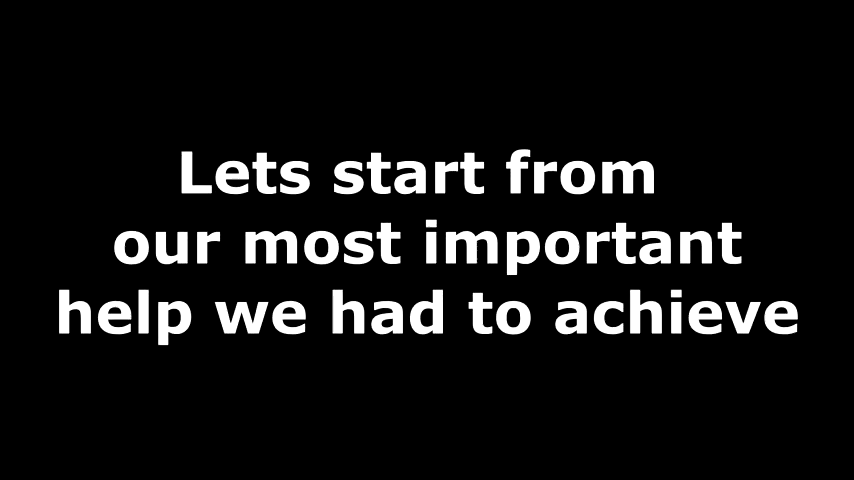 Lets start from
our most important
help we had to achieve